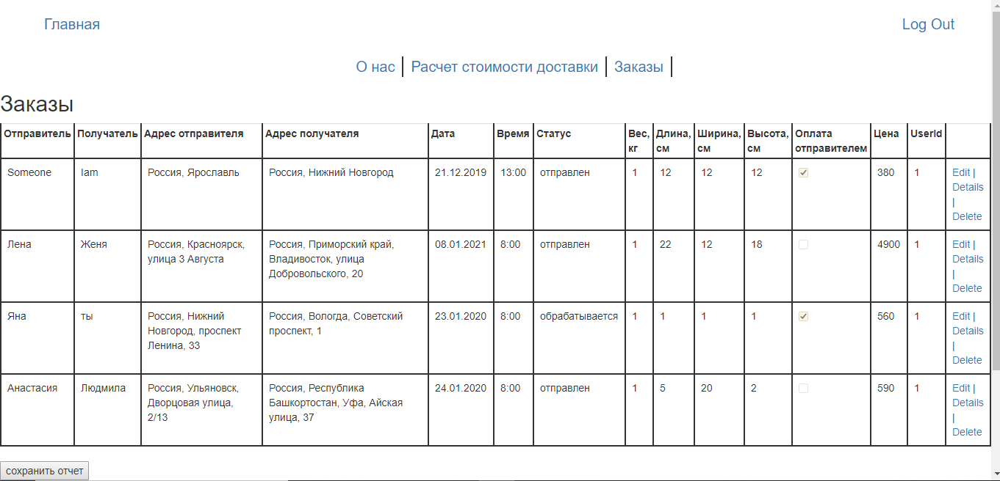 Главная Log Out
О нас Расчет стоимости доставки Заказы
Заказы
Отправитель Получатель Адрес отправителя Адрес получателя Дата Время Статус Вес, Длина, Ширина, Высота, Оплата Цена UserId
кг см см см отправителем
Someone Iam Россия, Ярославль Россия, Нижний Новгород 21.12.2019 13:00 отправлен 1 12 12 12 380 1 Edit |
Details
|
Delete
Лена Женя Россия, Красноярск, Россия, Приморский край, 08.01.2021 8:00 отправлен 1 22 12 18 4900 1 Edit |
улица 3 Августа Владивосток, улица Details
Добровольского, 20 |
Delete
Яна ты Россия, Нижний Россия, Вологда, Советский 23.01.2020 8:00 обрабатывается 1 1 1 1 560 1 Edit |
Новгород, проспект проспект, 1 Details
Ленина, 33 |
Delete
Анастасия Людмила Россия, Ульяновск, Россия, Республика 24.01.2020 8:00 отправлен 1 5 20 2 590 1 Edit |
Дворцовая улица, Башкортостан, Уфа, Айская Details
2/13 улица, 37 |
Delete
сохранить отчет